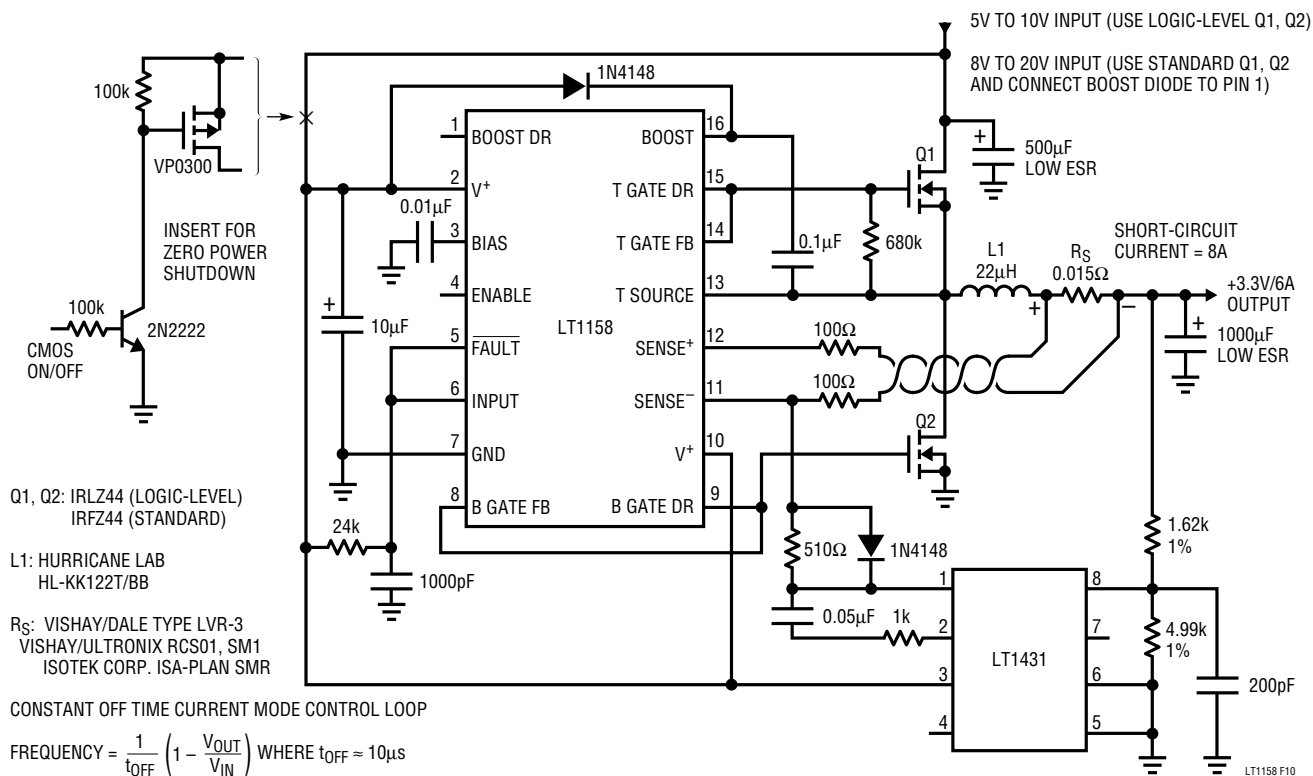 5V TO 10V INPUT (USE LOGIC-LEVEL Q1, Q2)
8V TO 20V INPUT (USE STANDARD Q1, Q2
AND CONNECT BOOST DIODE TO PIN 1)
100k
VP0300
INSERT FOR
ZERO POWER
SHUTDOWN
100k
2N2222
CMOS
ON/OFF
1N4148
1
BOOST DR
BOOST
16
2
V+
T GATE DR
15
0.01µF
3
BIAS
T GATE FB
14
4
ENABLE
T SOURCE
13
LT1158
5
FAULT
SENSE+
12
6
INPUT
SENSE−
11
7
GND
V+
10
8
B GATE FB
B GATE DR
9
+
10µF
24k
1000pF
0.1µF
680k
Q1
+
500µF
LOW ESR
L1
22µH
RS
0.015Ω
+
−
SHORT-CIRCUIT
CURRENT = 8A
+3.3V/6A
OUTPUT
+
1000µF
LOW ESR
100Ω
100Ω
Q2
510Ω
1N4148
0.05µF
1k
1
2
3
4
LT1431
8
7
6
5
1.62k
1%
4.99k
1%
200pF
Q1, Q2: IRLZ44 (LOGIC-LEVEL)
IRFZ44 (STANDARD)
L1: HURRICANE LAB
HL-KK122T/BB
RS: VISHAY/DALE TYPE LVR-3
VISHAY/ULTRONIX RCS01, SM1
ISOTEK CORP. ISA-PLAN SMR
CONSTANT OFF TIME CURRENT MODE CONTROL LOOP
FREQUENCY = 1/tOFF (1 − VOUT/VIN) WHERE tOFF ≈ 10µs
LT1158 F10